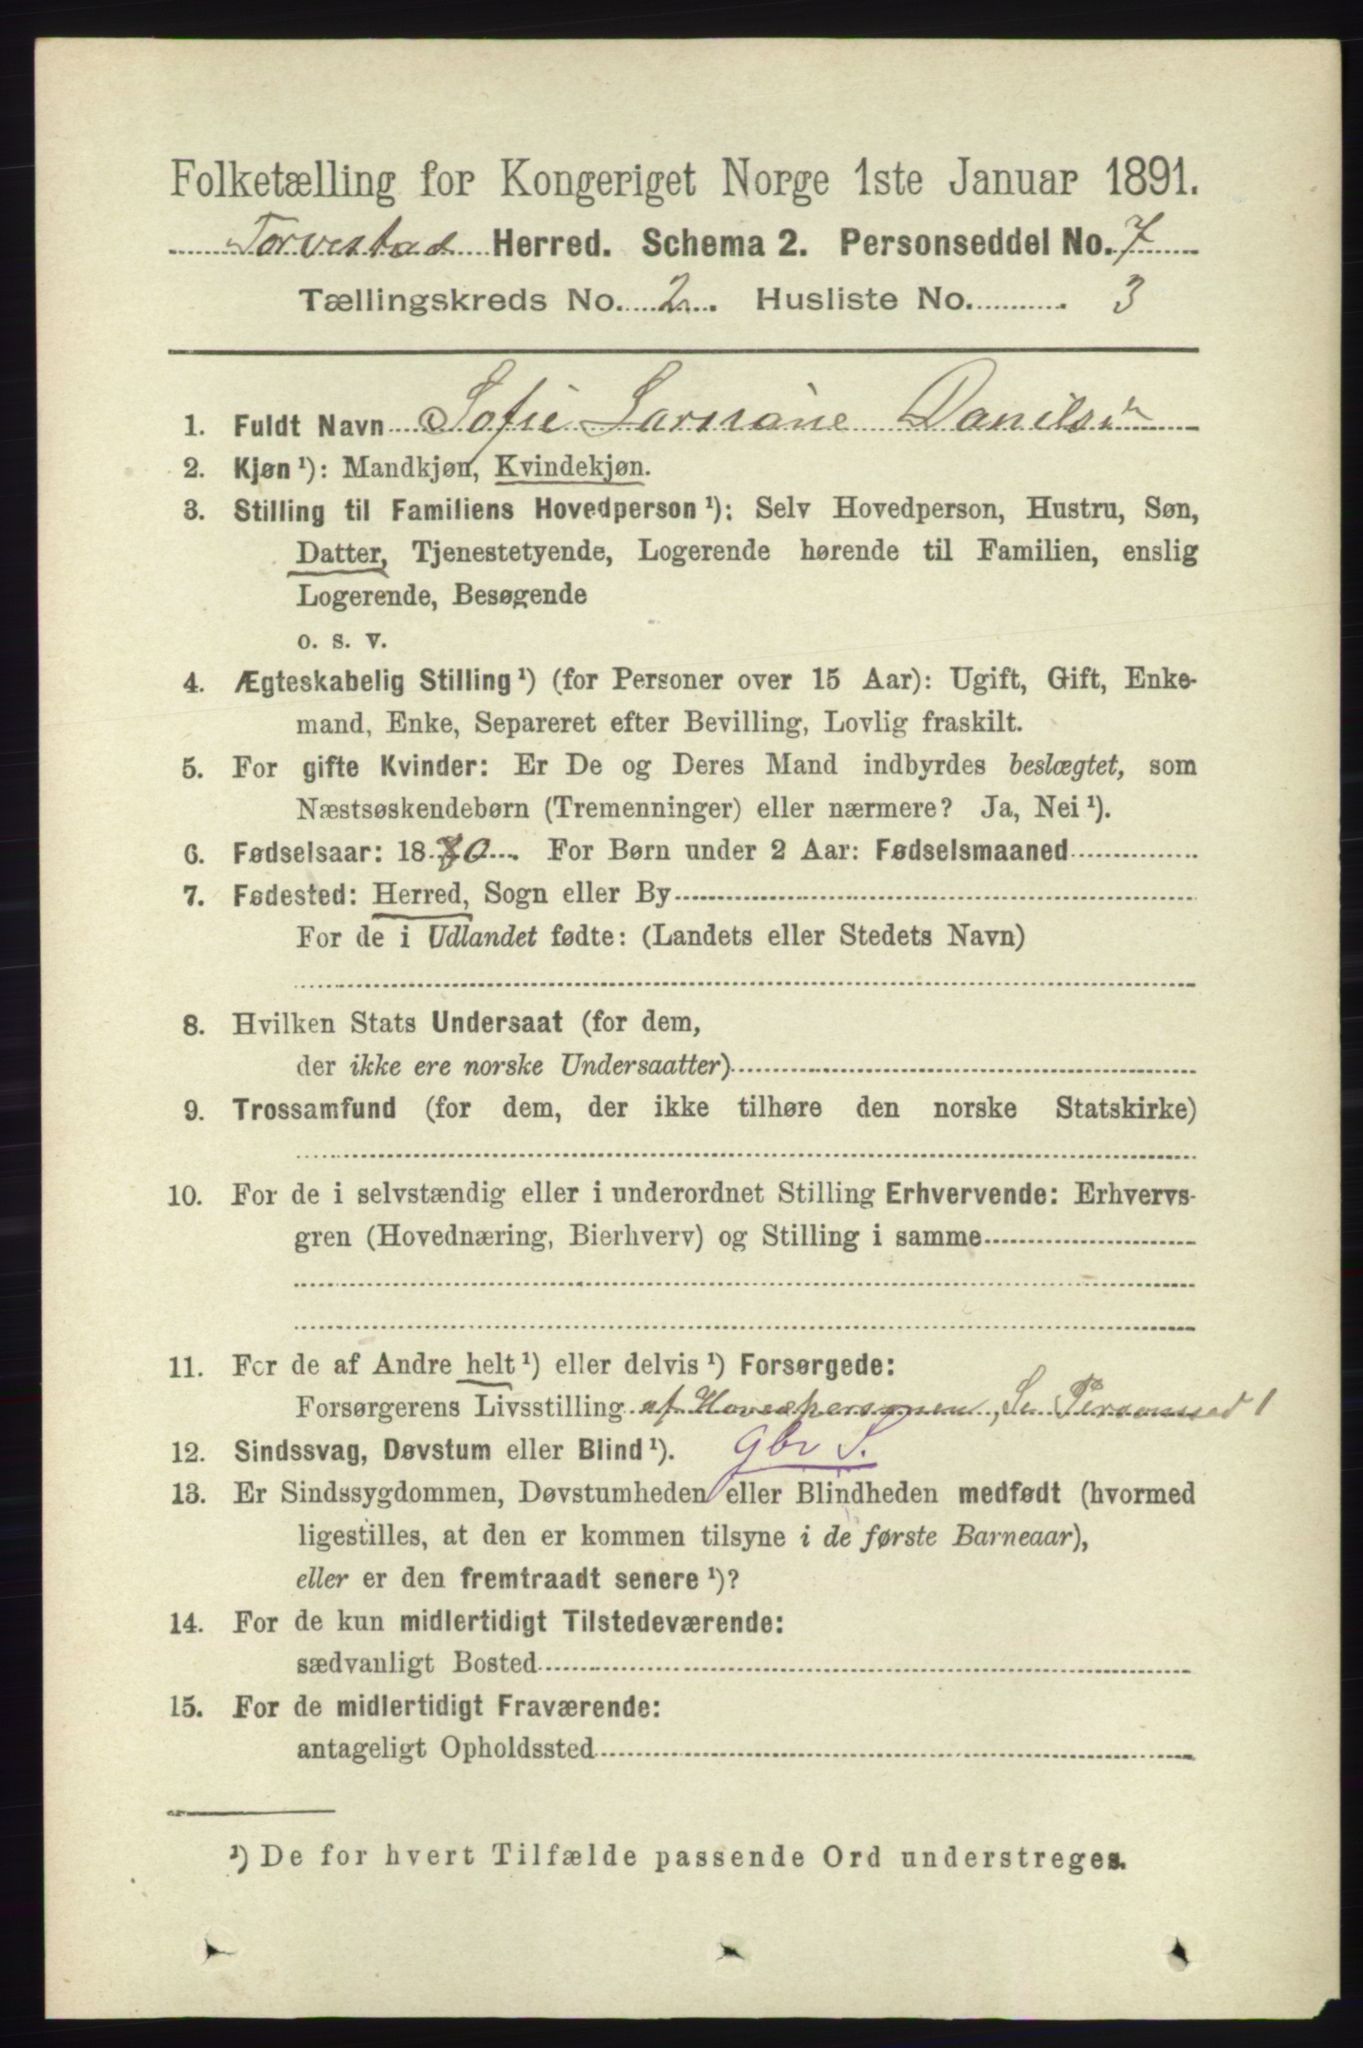 Folketælling for Kongeriget Norge 1ste Januar 1891.
Torvestad Herred. Schema 2. Personseddel No. 7
Tællingskreds No. 2. Husliste No. 3
1. Fuldt Navn Sofie Danilsdn
2. Kjøn ¹): Mandkjøn, Kvindekjøn.
3. Stilling til Familiens Hovedperson ¹): Selv Hovedperson, Hustru, Søn,
Datter, Tjenestetyende, Logerende hørende til Familien, enslig
Logerende, Besøgende
o. s. v.
4. Ægteskabelig Stilling ¹) (for Personer over 15 Aar): Ugift, Gift, Enke-
mand, Enke, Separeret efter Bevilling, Lovlig fraskilt.
5. For gifte Kvinder: Er De og Deres Mand indbyrdes beslægtet, som
Næstsøskendebørn (Tremenninger) eller nærmere? Ja, Nei ¹).
6. Fødselsaar: 1880. For Børn under 2 Aar: Fødselsmaaned
7. Fødested: Herred, Sogn eller By
For de i Udlandet fødte: (Landets eller Stedets Navn)
8. Hvilken Stats Undersaat (for dem,
der ikke ere norske Undersaatter)
9. Trossamfund (for dem, der ikke tilhøre den norske Statskirke)
10. For de i selvstændig eller i underordnet Stilling Erhvervende: Erhvervs-
gren (Hovednæring, Bierhverv) og Stilling i samme
11. For de af Andre helt ¹) eller delvis ¹) Forsørgede:
Forsørgerens Livsstilling af Hovedpersonen, Se Personssed 1
12. Sindssvag, Døvstum eller Blind ¹). Gbr S.
13. Er Sindssygdommen, Døvstumheden eller Blindheden medfødt (hvormed
ligestilles, at den er kommen tilsyne i de første Barneaar),
eller er den fremtraadt senere ¹)?
14. For de kun midlertidigt Tilstedeværende:
sædvanligt Bosted
15. For de midlertidigt Fraværende:
antageligt Opholdssted
¹) De for hvert Tilfælde passende Ord understreges.